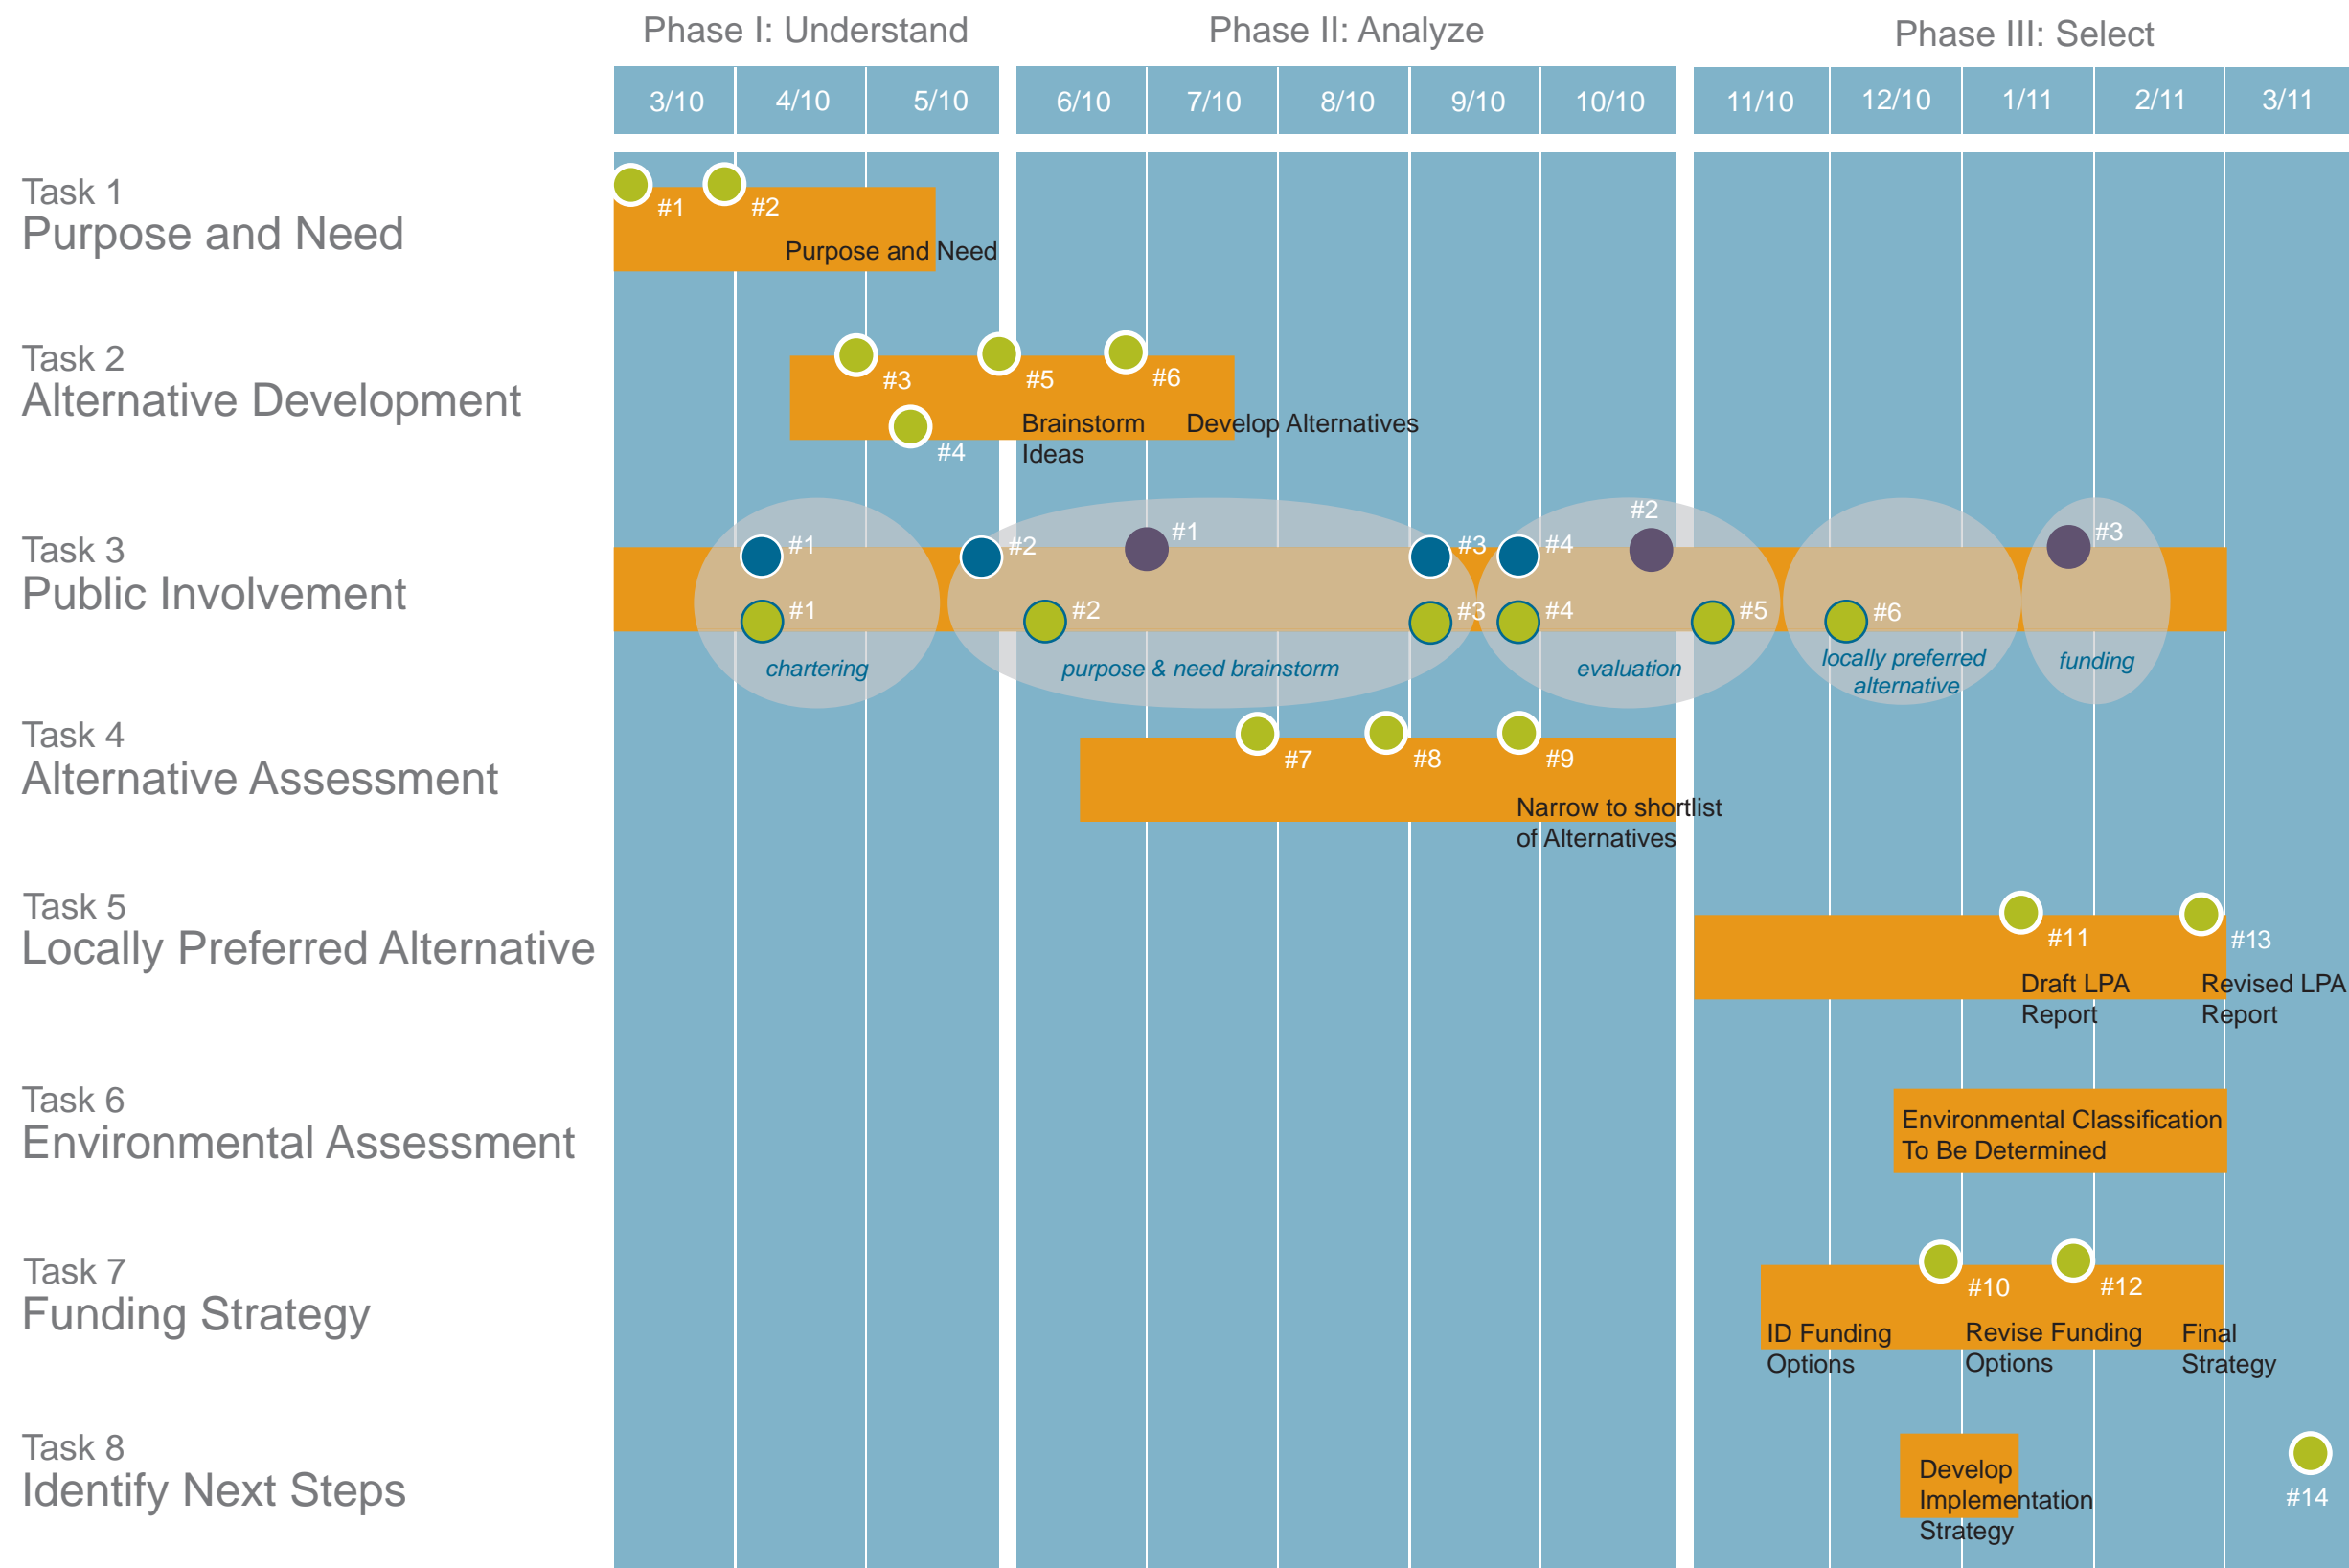 Phase I: Understand
Phase II: Analyze
Phase III: Select
3/10
4/10
5/10
6/10
7/10
8/10
9/10
10/10
11/10
12/10
1/11
2/11
3/11
Task 1
Purpose and Need
#1
#2
Purpose and Need
Task 2
Alternative Development
#3
#5
#6
#4
Brainstorm
Ideas
Develop Alternatives
Task 3
Public Involvement
#1
#2
#1
#3
#4
#2
#3
#1
#2
#3
#4
#5
#6
chartering
purpose & need brainstorm
evaluation
locally preferred
alternative
funding
Task 4
Alternative Assessment
#7
#8
#9
Narrow to shortlist
of Alternatives
Task 5
Locally Preferred Alternative
#11
#13
Draft LPA
Report
Revised LPA
Report
Task 6
Environmental Assessment
Environmental Classification
To Be Determined
Task 7
Funding Strategy
#10
#12
ID Funding
Options
Revise Funding
Options
Final
Strategy
Task 8
Identify Next Steps
Develop
Implementation
Strategy
#14